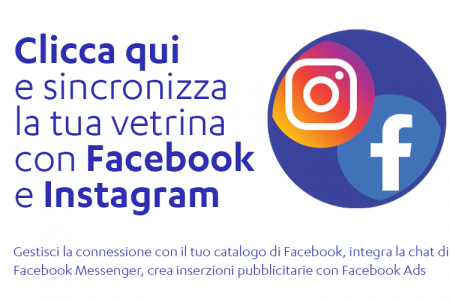 Clicca qui
e sincronizza
la tua vetrina
con Facebook
e Instagram
Gestisci la connessione con il tuo catalogo di Facebook, integra la chat di
Facebook Messenger, crea inserzioni pubblicitarie con Facebook Ads